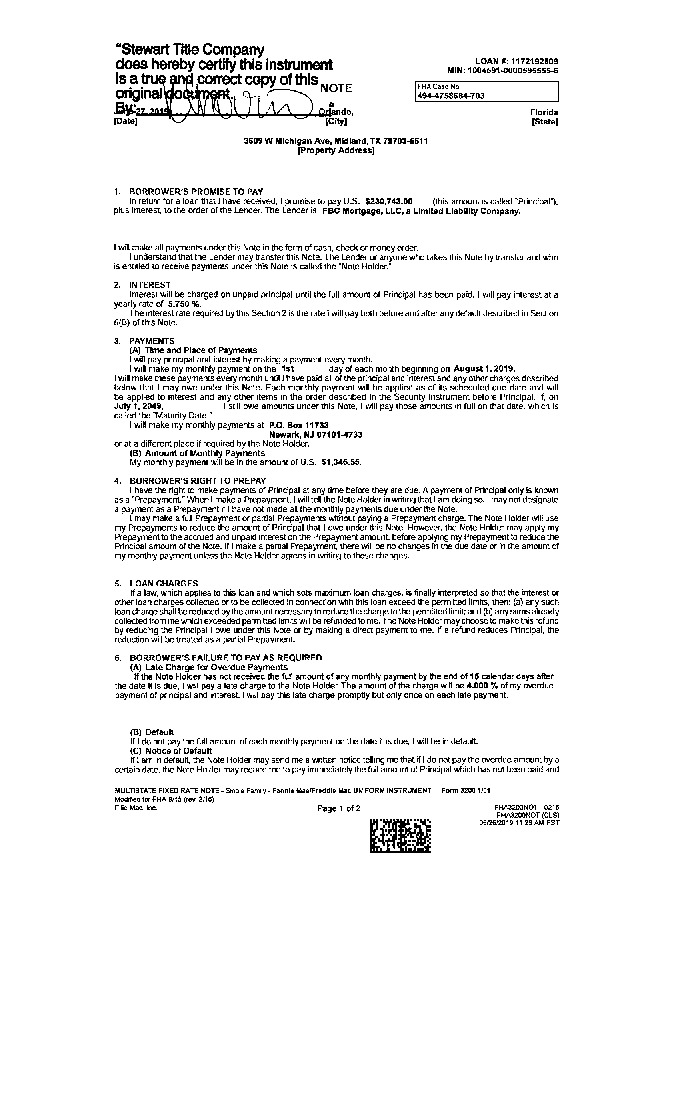 "Stewart Title Company
does hereby certify this instrument
is a true and correct copy of this
original document.
By:
LOAN #: 1172192809
MIN:
NOTE
FHA Case No.
494-4758684-703
27, 2019
[Date]
Orlando,
[City]
Florida
[State]
3609 W Michigan Ave, Midland, TX 79703-5511
[Property Address]
1. BORROWER'S PROMISE TO PAY
In return for a loan that I have received, I promise to pay U.S. $230,743.00 (this amount is called "Principal"),
plus interest, to the order of the Lender. The Lender is FBC Mortgage, LLC, a Limited Liability Company.
I will make all payments under this Note in the form of cash, check or money order.
I understand that the Lender may transfer this Note. The Lender or anyone who takes this Note by transfer and who
is entitled to receive payments under this Note is called the "Note Holder."
2. INTEREST
Interest will be charged on unpaid principal until the full amount of Principal has been paid. I will pay interest at a
yearly rate of 5.750 %.
The interest rate required by this Section 2 is the rate I will pay both before and after any default described in Section
6(B) of this Note.
3. PAYMENTS
(A) Time and Place of Payments
I will pay principal and interest by making a payment every month.
I will make my monthly payment on the 1st day of each month beginning on August 1, 2019.
I will make these payments every month until I have paid all of the principal and interest and any other charges described
below that I may owe under this Note. Each monthly payment will be applied as of its scheduled due date and will
be applied to interest and any other items in the order described in the Security Instrument before Principal. If, on
July 1, 2049, I still owe amounts under this Note, I will pay those amounts in full on that date, which is
called the "Maturity Date."
I will make my monthly payments at P.O. Box 11733
Newark, NJ 07101-4733
or at a different place if required by the Note Holder.
(B) Amount of Monthly Payments
My monthly payment will be in the amount of U.S. $1,346.55.
4. BORROWER'S RIGHT TO PREPAY
I have the right to make payments of Principal at any time before they are due. A payment of Principal only is known
as a "Prepayment." When I make a Prepayment, I will tell the Note Holder in writing that I am doing so. I may not designate
a payment as a Prepayment if I have not made all the monthly payments due under the Note.
I may make a full Prepayment or partial Prepayments without paying a Prepayment charge. The Note Holder will use
my Prepayments to reduce the amount of Principal that I owe under this Note. However, the Note Holder may apply my
Prepayment to the accrued and unpaid interest on the Prepayment amount, before applying my Prepayment to reduce the
Principal amount of the Note. If I make a partial Prepayment, there will be no changes in the due date or in the amount of
my monthly payment unless the Note Holder agrees in writing to those changes.
5. LOAN CHARGES
If a law, which applies to this loan and which sets maximum loan charges, is finally interpreted so that the interest or
other loan charges collected or to be collected in connection with this loan exceed the permitted limits, then: (a) any such
loan charge shall be reduced by the amount necessary to reduce the charge to the permitted limit; and (b) any sums already
collected from me which exceeded permitted limits will be refunded to me. The Note Holder may choose to make this refund
by reducing the Principal I owe under this Note or by making a direct payment to me. If a refund reduces Principal, the
reduction will be treated as a partial Prepayment.
6. BORROWER'S FAILURE TO PAY AS REQUIRED
(A) Late Charge for Overdue Payments
If the Note Holder has not received the full amount of any monthly payment by the end of 15 calendar days after
the date it is due, I will pay a late charge to the Note Holder. The amount of the charge will be 4.000 % of my overdue
payment of principal and interest. I will pay this late charge promptly but only once on each late payment.
(B) Default
If I do not pay the full amount of each monthly payment on the date it is due, I will be in default.
(C) Notice of Default
If I am in default, the Note Holder may send me a written notice telling me that if I do not pay the overdue amount by a
certain date, the Note Holder may require me to pay immediately the full amount of Principal which has not been paid and
MULTISTATE FIXED RATE NOTE - Single Family - Fannie Mae/Freddie Mac UNIFORM INSTRUMENT Form 3200 1/01
Modified for FHA 9/15 (rev. 2/16)
Ellie Mae, Inc.
Page 1 of 2
FHA3200NOT 0216
FHA3200NOT (CLS)
06/26/2019 11:29 AM PST